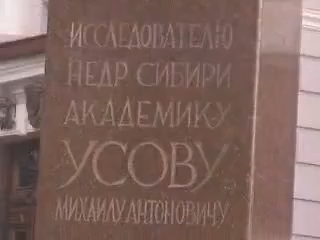 ИССЛЕДОВАТЕЛЮ
НЕДР СИБИРИ
АКАДЕМИКУ
УСОВУ
МИХАИЛУ АНТОНОВИЧУ